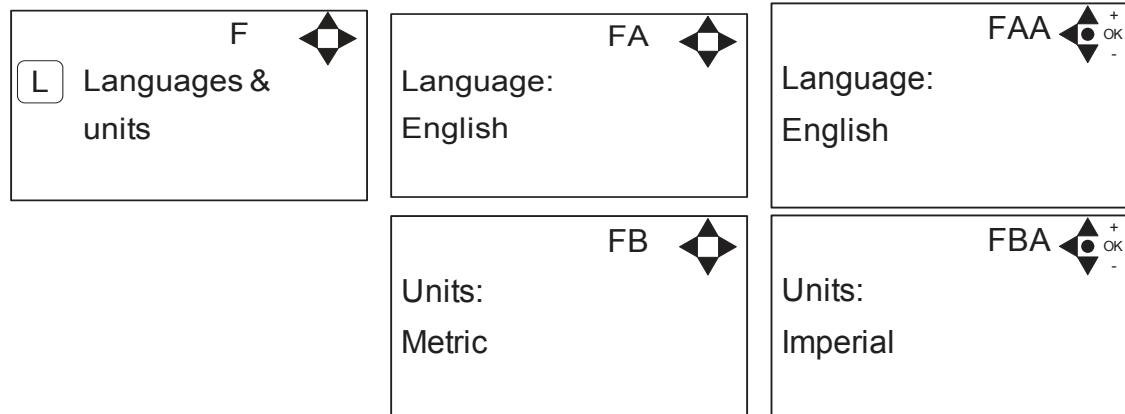 F
L Languages &
units
FA
Language:
English
FAA
+
OK
-
Language:
English
FB
Units:
Metric
FBA
+
OK
-
Units:
Imperial